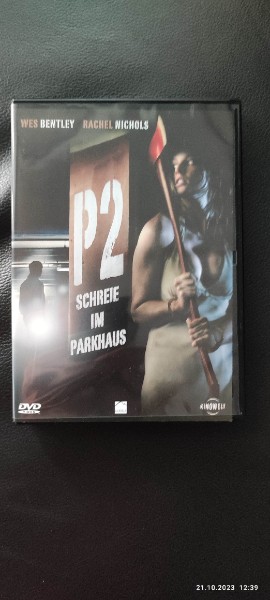 WES BENTLEY RACHEL NICHOLS
P2
SCHREIE
IM
PARKHAUS
DVD
KINOWELT
21.10.2023 12:39